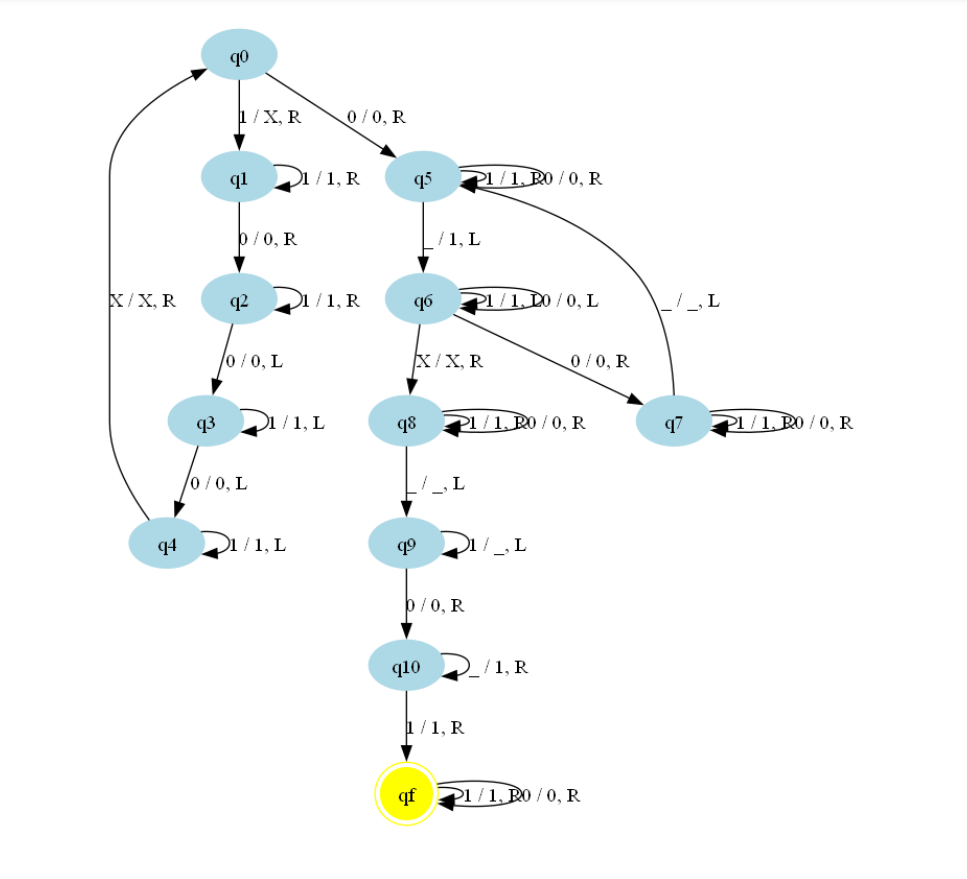 q0
1 / X, R
0 / 0, R
q1
1 / 1, R
q5
1 / 1, R
0 / 0, R
0 / 0, R
_ / 1, L
q2
1 / 1, R
q6
1 / 1, L
0 / 0, L
X / X, R
_ / _, L
0 / 0, L
X / X, R
0 / 0, R
q3
1 / 1, L
q8
1 / 1, R
0 / 0, R
q7
1 / 1, R
0 / 0, R
0 / 0, L
_ / _, L
q4
1 / 1, L
q9
1 / _, L
0 / 0, R
q10
_ / 1, R
1 / 1, R
qf
1 / 1, R
0 / 0, R